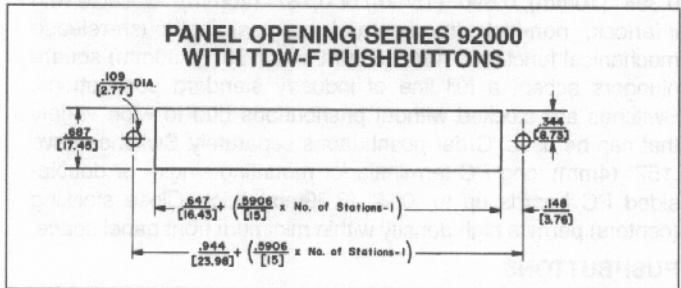 PANEL OPENING SERIES 92000
WITH TDW-F PUSHBUTTONS
.109
[2.77] DIA.
.687
[17.45]
.344
[8.73]
.647
[16.43] + (.5906
[15] x No. of Stations-1)
.148
[3.76]
.944
[23.98] + (.5906
[15] x No. of Stations-1)